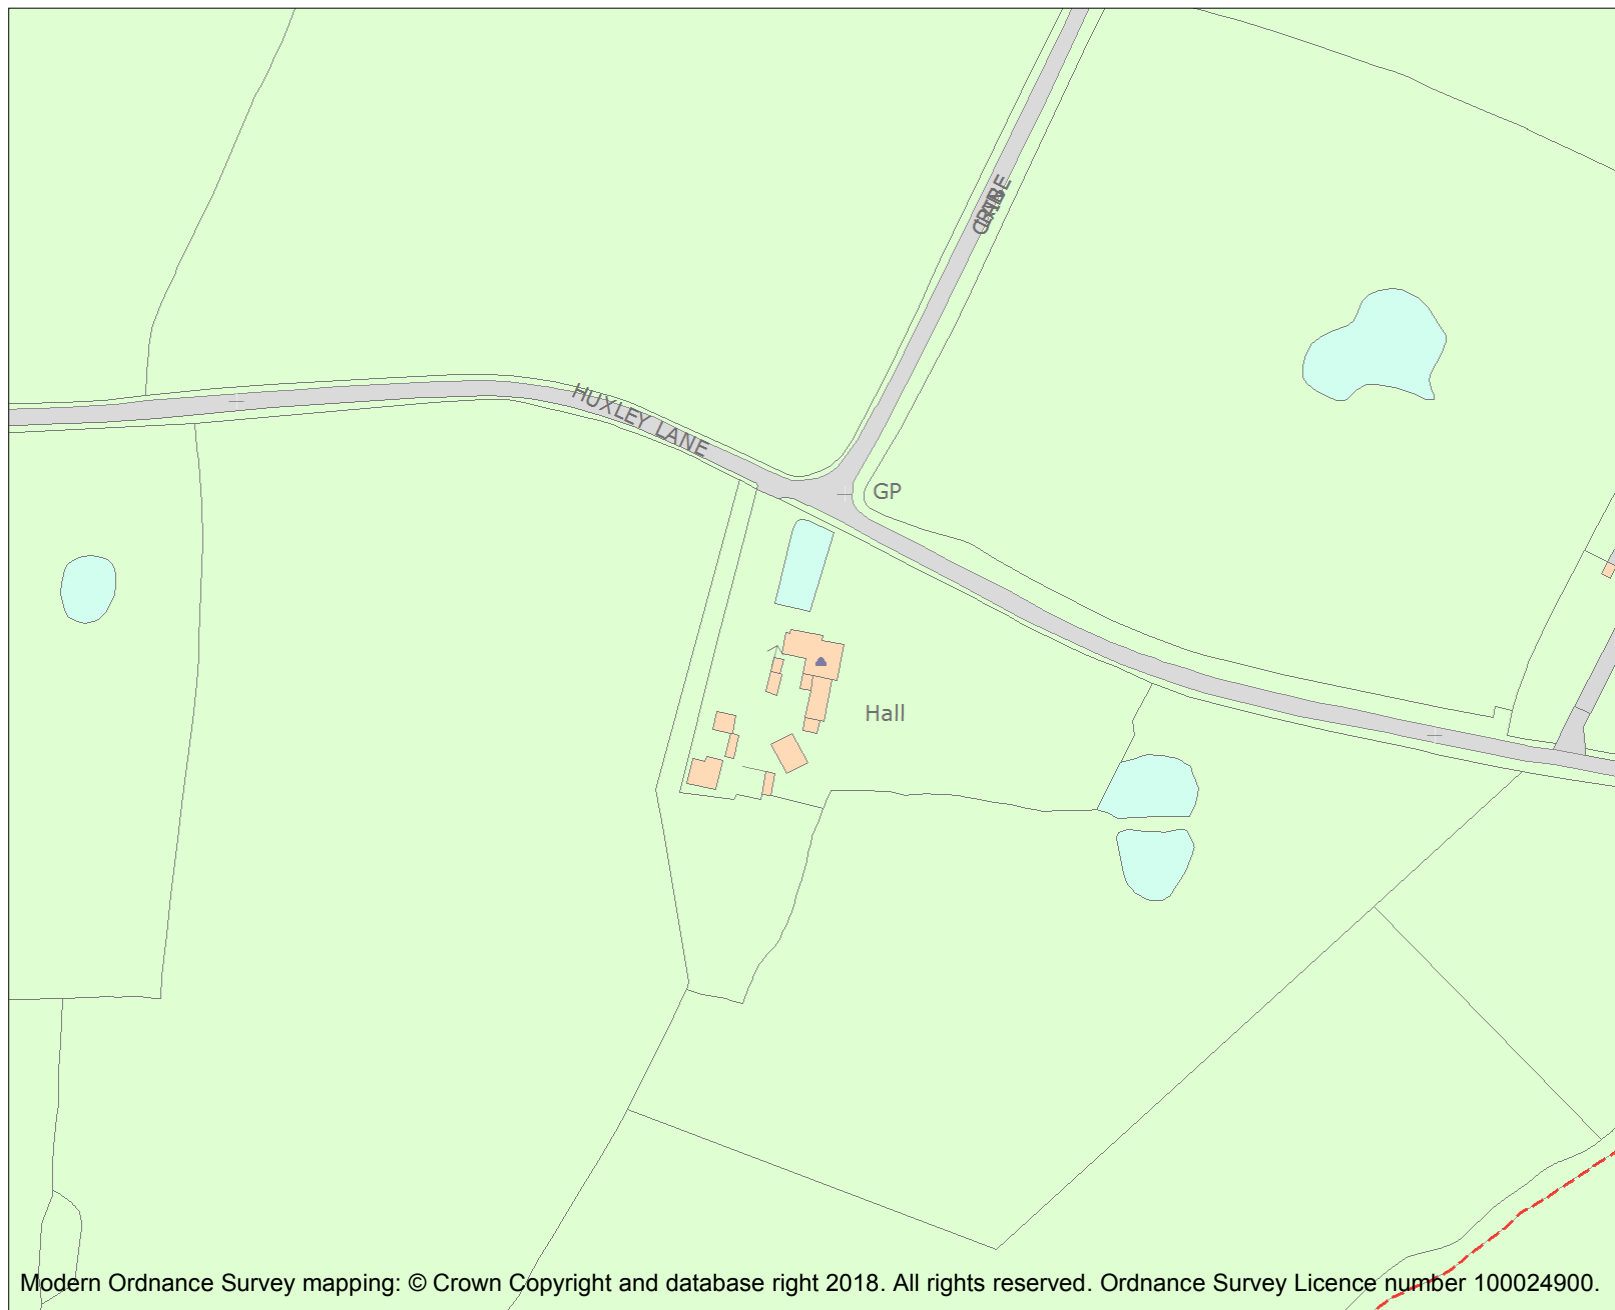 HUXLEY LANE
GP
Hall
Modern Ordnance Survey mapping: © Crown Copyright and database right 2018. All rights reserved. Ordnance Survey Licence number 100024900.